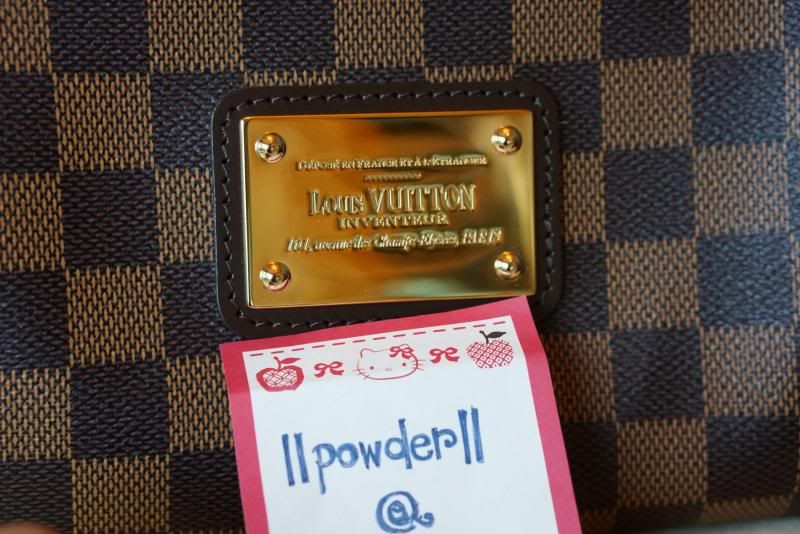 DÉPOSÉ EN FRANCE ET À L'ÉTRANGER
LOUIS VUITTON
INVENTEUR
101, avenue des Champs-Elysées, PARIS
||powder||
@